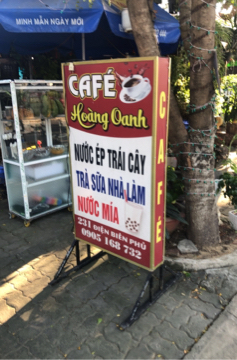 MINH MẪN NGÀY MỚI
CAFÉ
Hoàng Oanh
NƯỚC ÉP TRÁI CÂY
TRÀ SỮA NHÀ LÀM
NƯỚC MÍA
231 ĐIỆN BIÊN PHỦ
0905 168 732
CAFÉ